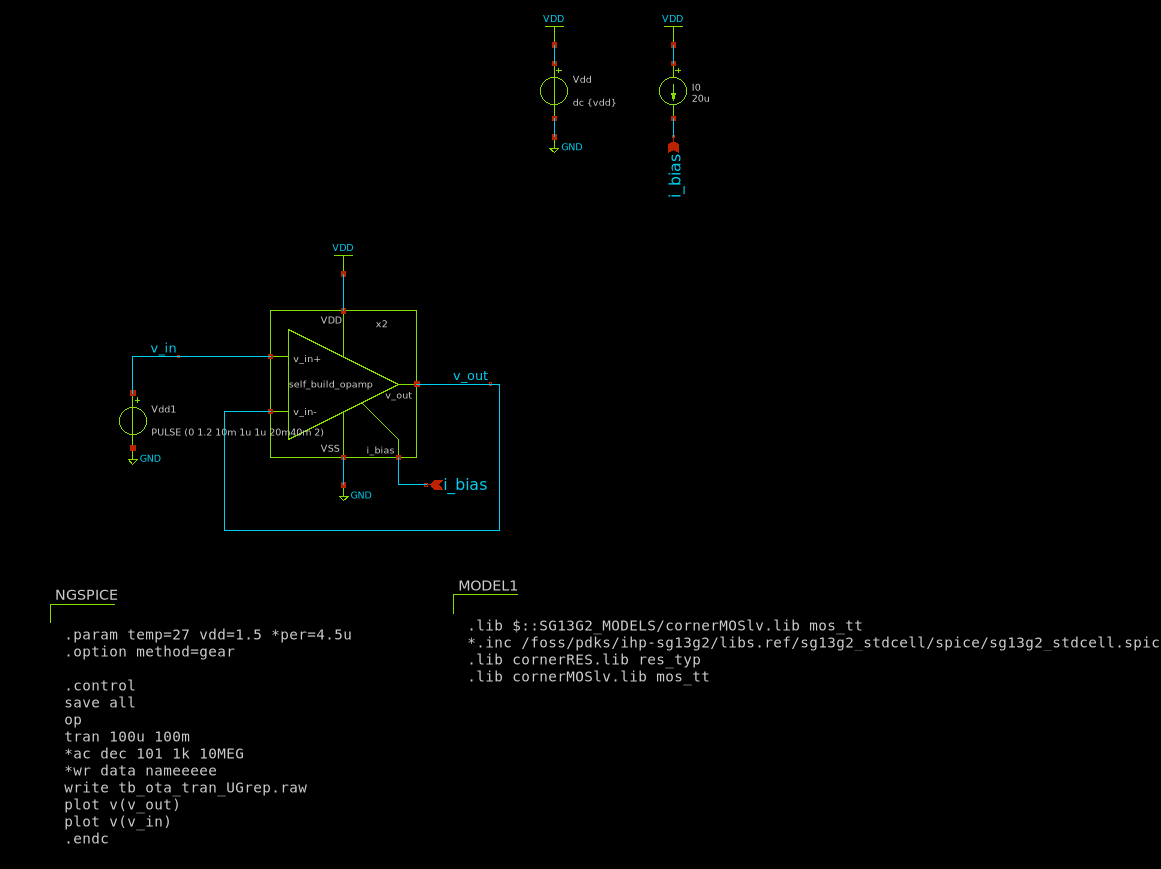 VDD
VDD
Vdd
dc {vdd}
GND
I0
20u
i_bias
VDD
VDD
x2
v_in
v_in+
self_build_opamp
v_out
v_out
v_in-
Vdd1
PULSE (0 1.2 10m 1u 1u 20m40m 2)
GND
VSS
i_bias
i_bias
GND
NGSPICE
.param temp=27 vdd=1.5 *per=4.5u
.option method=gear
.control
save all
op
tran 100u 100m
*ac dec 101 1k 10MEG
*wr data nameeeee
write tb_ota_tran_UGrep.raw
plot v(v_out)
plot v(v_in)
.endc
MODEL1
.lib $::SG13G2_MODELS/cornerMOSlv.lib mos_tt
*.inc /foss/pdks/ihp-sg13g2/libs.ref/sg13g2_stdcell/spice/sg13g2_stdcell.spic
.lib cornerRES.lib res_typ
.lib cornerMOSlv.lib mos_tt